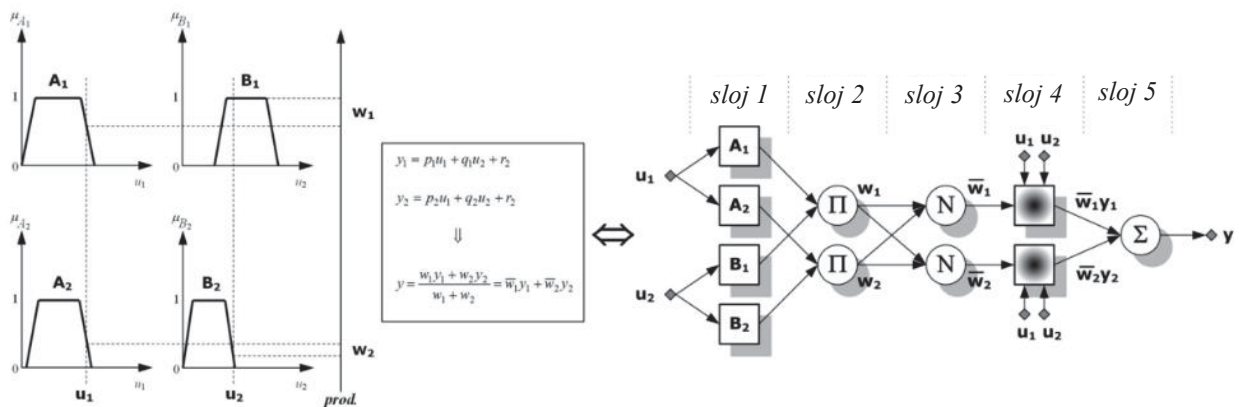 μA₁
μB₁
A₁
B₁
1
1
w₁
0
0
u₁
u₂
μA₂
μB₂
A₂
B₂
1
1
w₂
0
0
u₁
u₁
u₂
u₂
prod.
y₁ = p₁u₁ + q₁u₂ + r₂
y₂ = p₂u₁ + q₂u₂ + r₂
⇓
y = (w₁y₁ + w₂y₂)/(w₁ + w₂) = w̅₁y₁ + w̅₂y₂
⇔
sloj 1 sloj 2 sloj 3 sloj 4 sloj 5
u₁ u₂
A₁
u₁
w₁
w̅₁
w̅₁y₁
A₂
Π
N
Σ
y
B₁
Π
N
u₂
w₂
w̅₂
w̅₂y₂
B₂
u₁ u₂